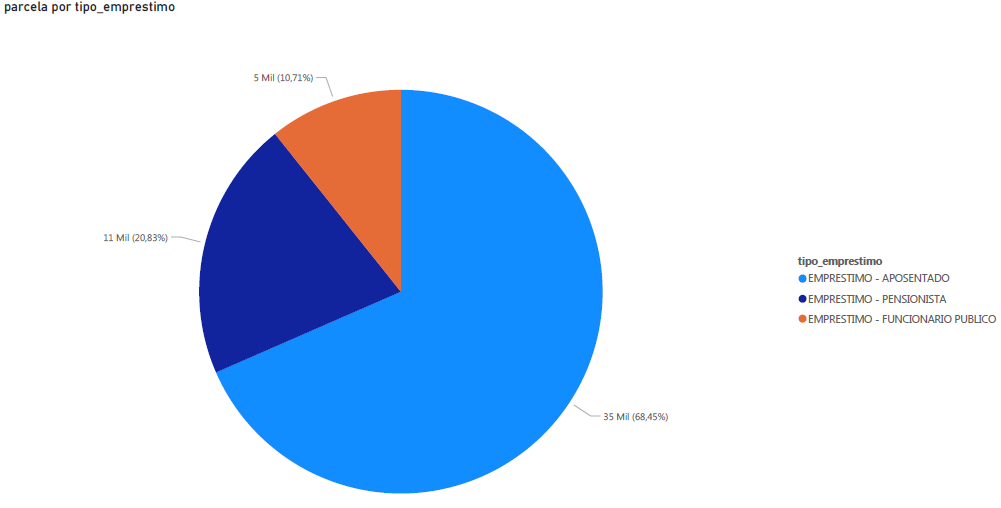 parcela por tipo_emprestimo
5 Mil (10,71%)
11 Mil (20,83%)
35 Mil (68,45%)
tipo_emprestimo
EMPRESTIMO - APOSENTADO
EMPRESTIMO - PENSIONISTA
EMPRESTIMO - FUNCIONARIO PUBLICO